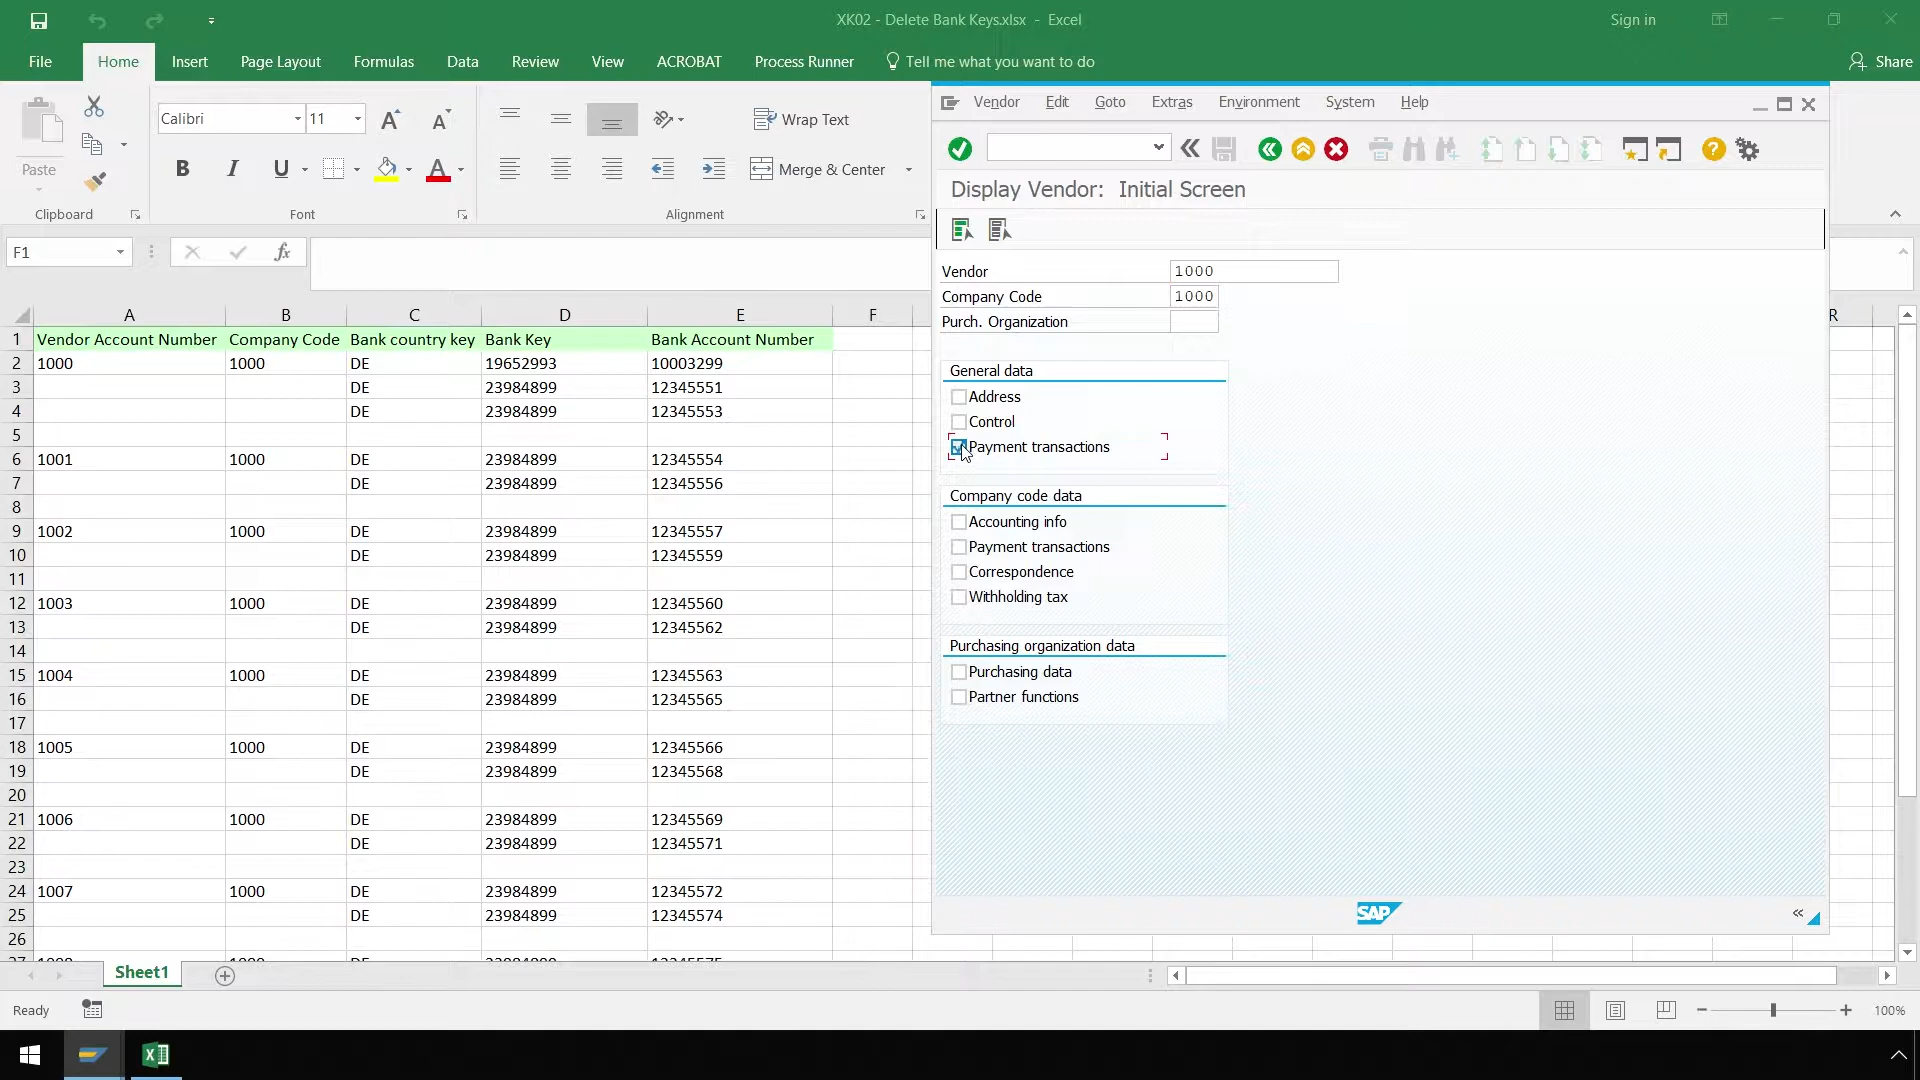 XK02 - Delete Bank Keys.xlsx - Excel
Sign in
File Home Insert Page Layout Formulas Data Review View ACROBAT Process Runner Tell me what you want to do
Share
Calibri 11
Wrap Text
Paste
B I U A
Merge & Center
Clipboard Font Alignment
F1
fx
A B C D E F R
1 Vendor Account Number Company Code Bank country key Bank Key Bank Account Number
2 1000 1000 DE 19652993 10003299
3 DE 23984899 12345551
4 DE 23984899 12345553
5
6 1001 1000 DE 23984899 12345554
7 DE 23984899 12345556
8
9 1002 1000 DE 23984899 12345557
10 DE 23984899 12345559
11
12 1003 1000 DE 23984899 12345560
13 DE 23984899 12345562
14
15 1004 1000 DE 23984899 12345563
16 DE 23984899 12345565
17
18 1005 1000 DE 23984899 12345566
19 DE 23984899 12345568
20
21 1006 1000 DE 23984899 12345569
22 DE 23984899 12345571
23
24 1007 1000 DE 23984899 12345572
25 DE 23984899 12345574
26
Sheet1
Ready
100%
Vendor Edit Goto Extras Environment System Help
Display Vendor: Initial Screen
Vendor 1000
Company Code 1000
Purch. Organization
General data
Address
Control
Payment transactions
Company code data
Accounting info
Payment transactions
Correspondence
Withholding tax
Purchasing organization data
Purchasing data
Partner functions
SAP